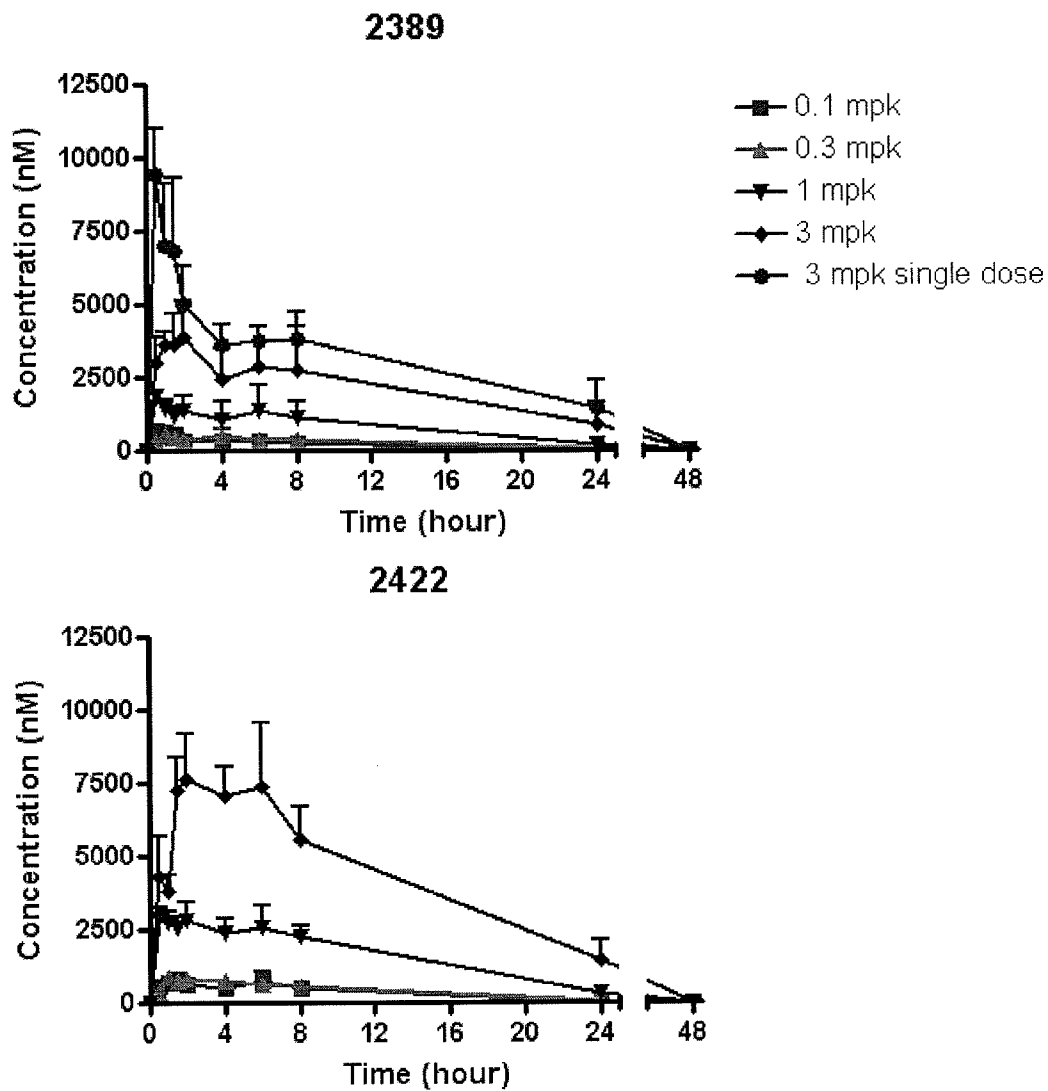 2389
12500
10000
7500
5000
2500
0
Concentration (nM)
0 4 8 12 16 20 24 48
Time (hour)
0.1 mpk
0.3 mpk
1 mpk
3 mpk
3 mpk single dose
2422
12500
10000
7500
5000
2500
0
Concentration (nM)
0 4 8 12 16 20 24 48
Time (hour)